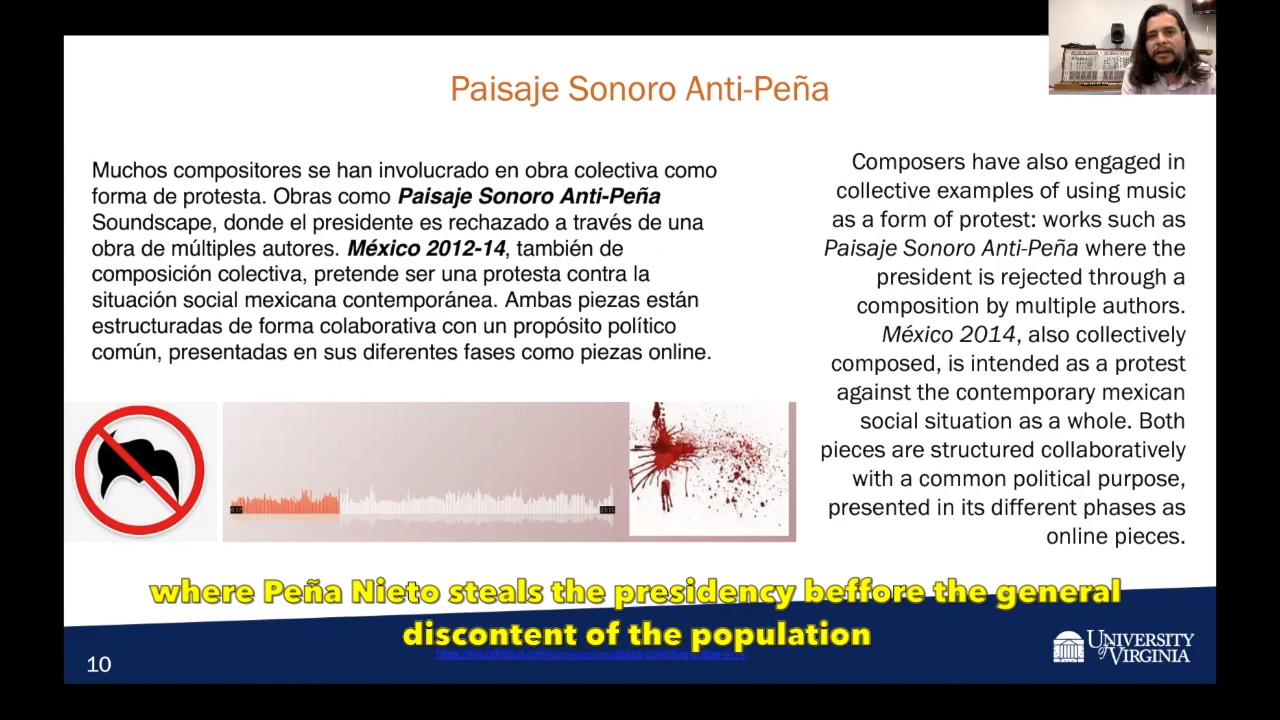 Paisaje Sonoro Anti-Peña
Muchos compositores se han involucrado en obra colectiva como
forma de protesta. Obras como Paisaje Sonoro Anti-Peña
Soundscape, donde el presidente es rechazado a través de una
obra de múltiples autores. México 2012-14, también de
composición colectiva, pretende ser una protesta contra la
situación social mexicana contemporánea. Ambas piezas están
estructuradas de forma colaborativa con un propósito político
común, presentadas en sus diferentes fases como piezas online.
Composers have also engaged in
collective examples of using music
as a form of protest: works such as
Paisaje Sonoro Anti-Peña where the
president is rejected through a
composition by multiple authors.
México 2014, also collectively
composed, is intended as a protest
against the contemporary mexican
social situation as a whole. Both
pieces are structured collaboratively
with a common political purpose,
presented in its different phases as
online pieces.
where Peña Nieto steals the presidency beffore the general
discontent of the population
10
UNIVERSITY
of VIRGINIA